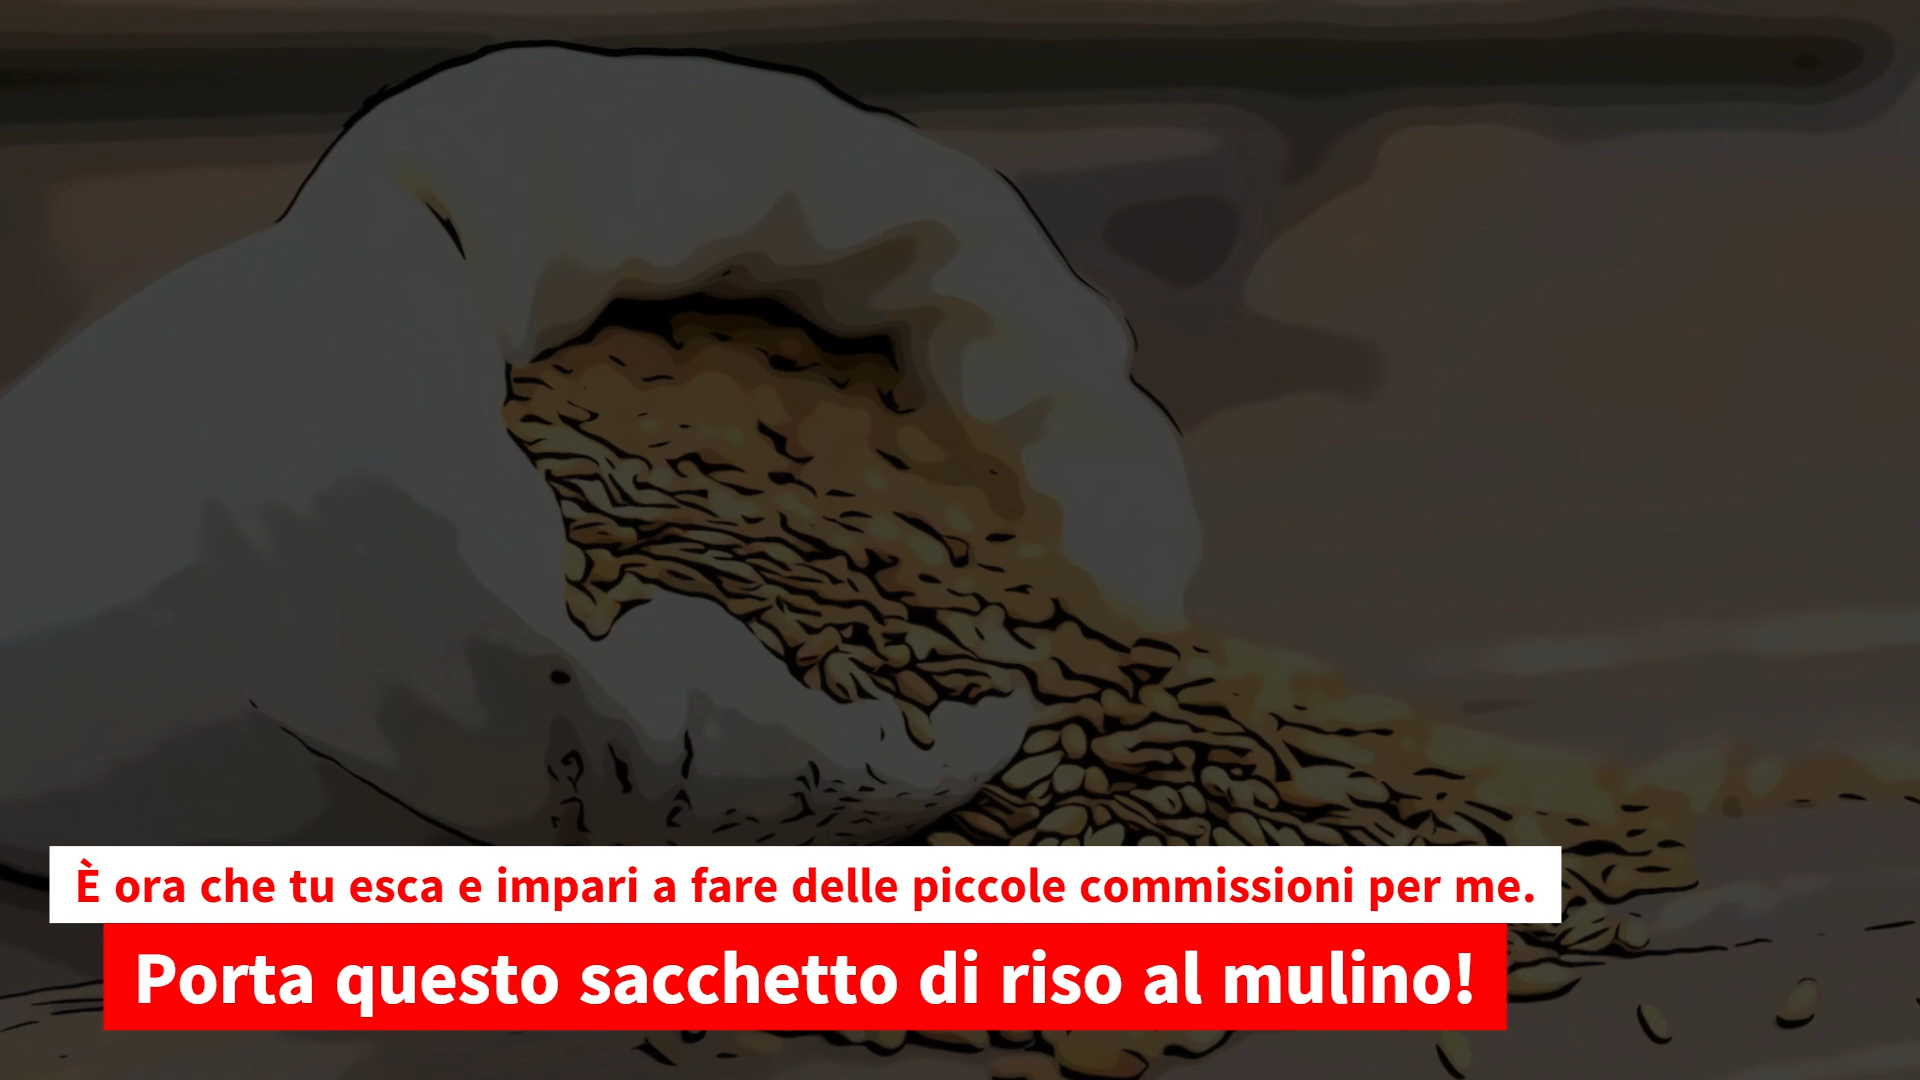 È ora che tu esca e impari a fare delle piccole commissioni per me.
Porta questo sacchetto di riso al mulino!